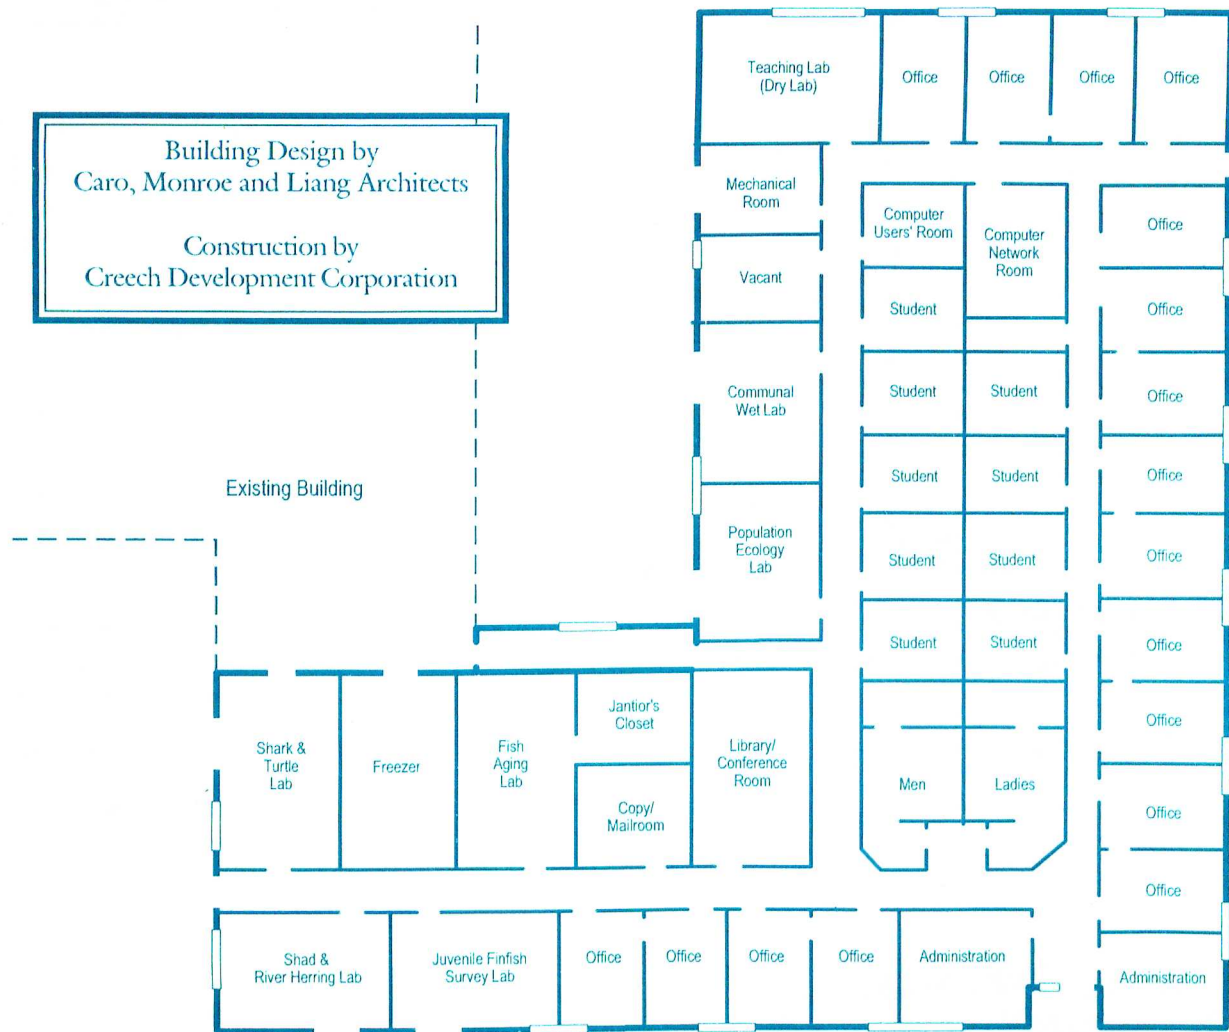 Building Design by
Caro, Monroe and Liang Architects
Construction by
Creech Development Corporation
Teaching Lab
(Dry Lab)
Office
Office
Office
Office
Mechanical
Room
Computer
Users' Room
Computer
Network
Room
Office
Vacant
Student
Office
Communal
Wet Lab
Student
Student
Office
Existing Building
Student
Student
Office
Population
Ecology
Lab
Student
Student
Office
Student
Student
Office
Jantior's
Closet
Office
Shark &
Turtle
Lab
Freezer
Fish
Aging
Lab
Library/
Conference
Room
Men
Ladies
Copy/
Mailroom
Office
Office
Shad &
River Herring Lab
Juvenile Finfish
Survey Lab
Office
Office
Office
Office
Administration
Administration